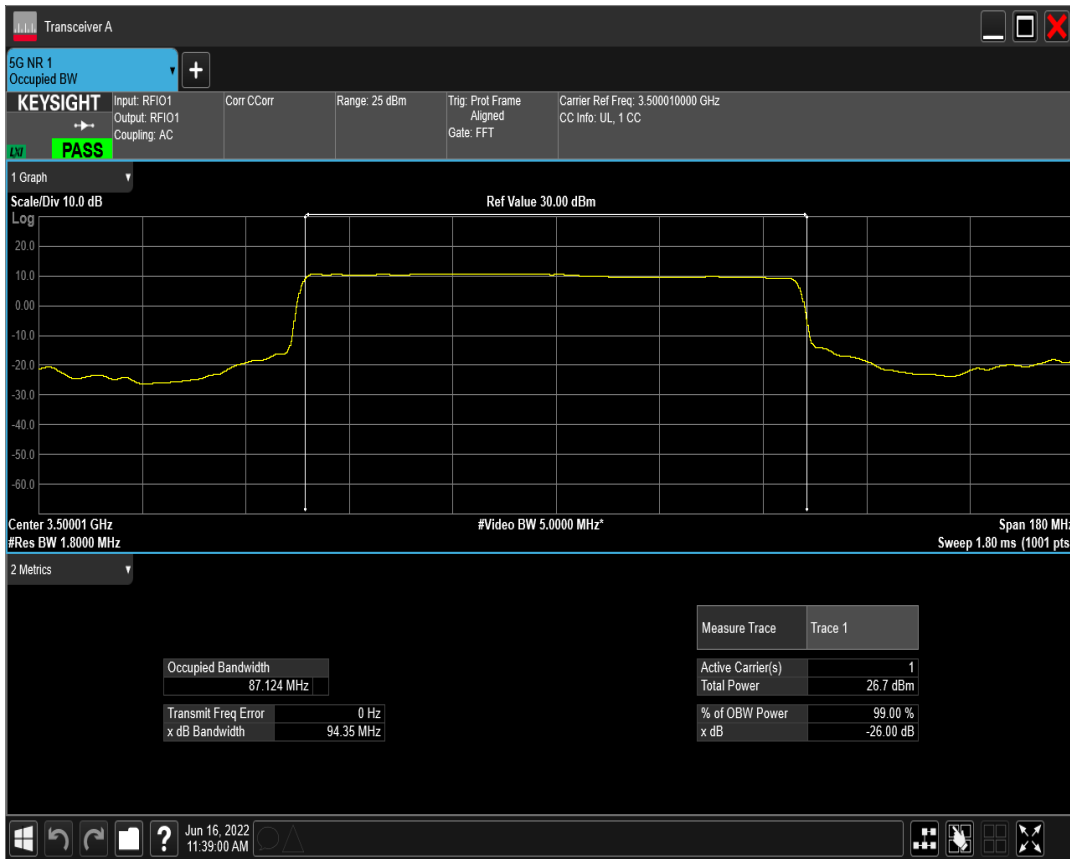 Transceiver A
5G NR 1
Occupied BW
KEYSIGHT
LXI
PASS
Input: RFIO1
Output: RFIO1
Coupling: AC
Corr CCorr
Range: 25 dBm
Trig: Prot Frame
Aligned
Gate: FFT
Carrier Ref Freq: 3.500010000 GHz
CC Info: UL, 1 CC
1 Graph
Scale/Div 10.0 dB
Ref Value 30.00 dBm
Log
20.0
10.0
0.00
-10.0
-20.0
-30.0
-40.0
-50.0
-60.0
Center 3.50001 GHz
#Video BW 5.0000 MHz*
Span 180 MHz
#Res BW 1.8000 MHz
Sweep 1.80 ms (1001 pts
2 Metrics
Measure Trace Trace 1
Occupied Bandwidth
87.124 MHz
Active Carrier(s) 1
Total Power 26.7 dBm
Transmit Freq Error 0 Hz
x dB Bandwidth 94.35 MHz
% of OBW Power 99.00 %
x dB -26.00 dB
?
Jun 16, 2022
11:39:00 AM